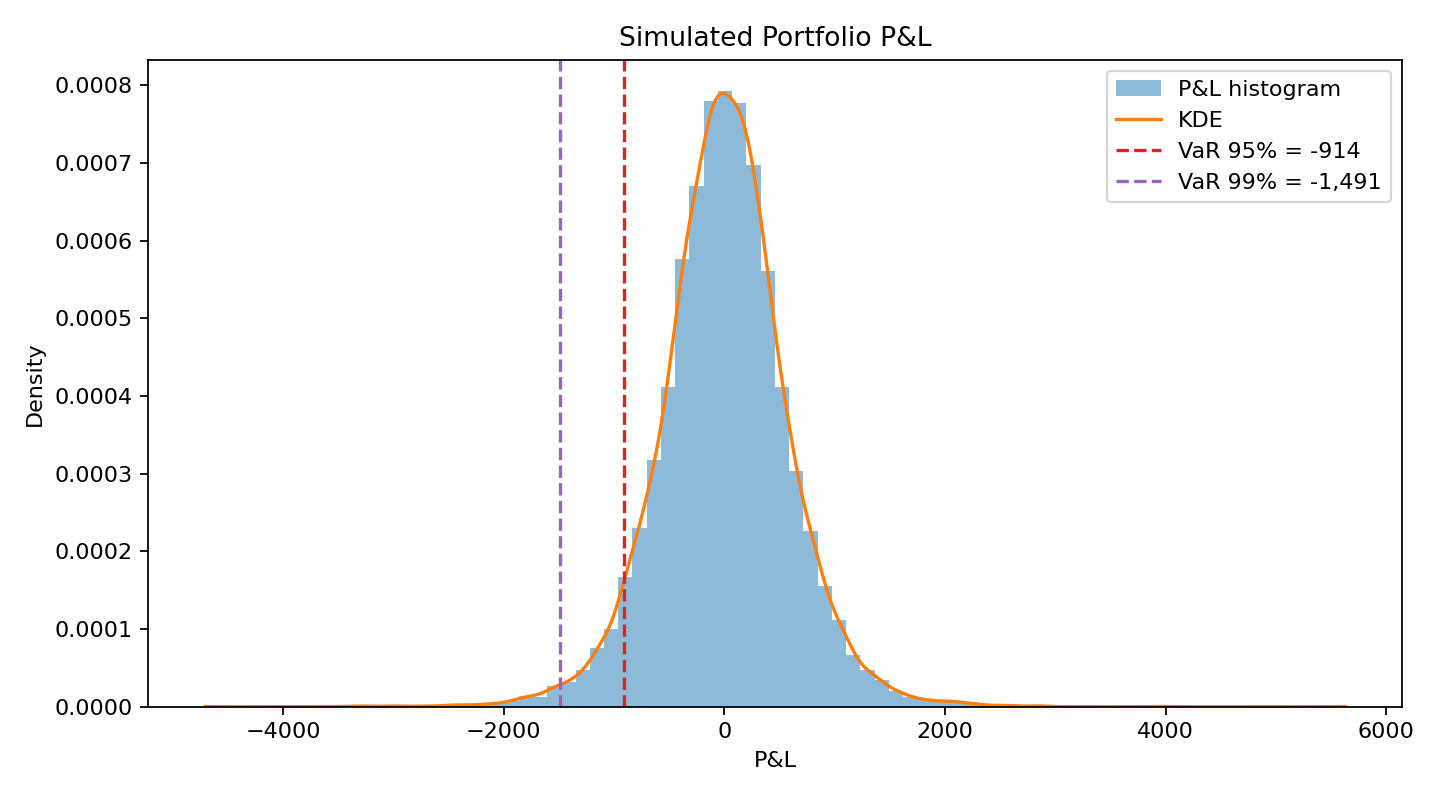 Simulated Portfolio P&L
P&L histogram
KDE
VaR 95% = -914
VaR 99% = -1,491
0.0008
0.0007
0.0006
0.0005
0.0004
0.0003
0.0002
0.0001
0.0000
Density
−4000
−2000
0
2000
4000
6000
P&L